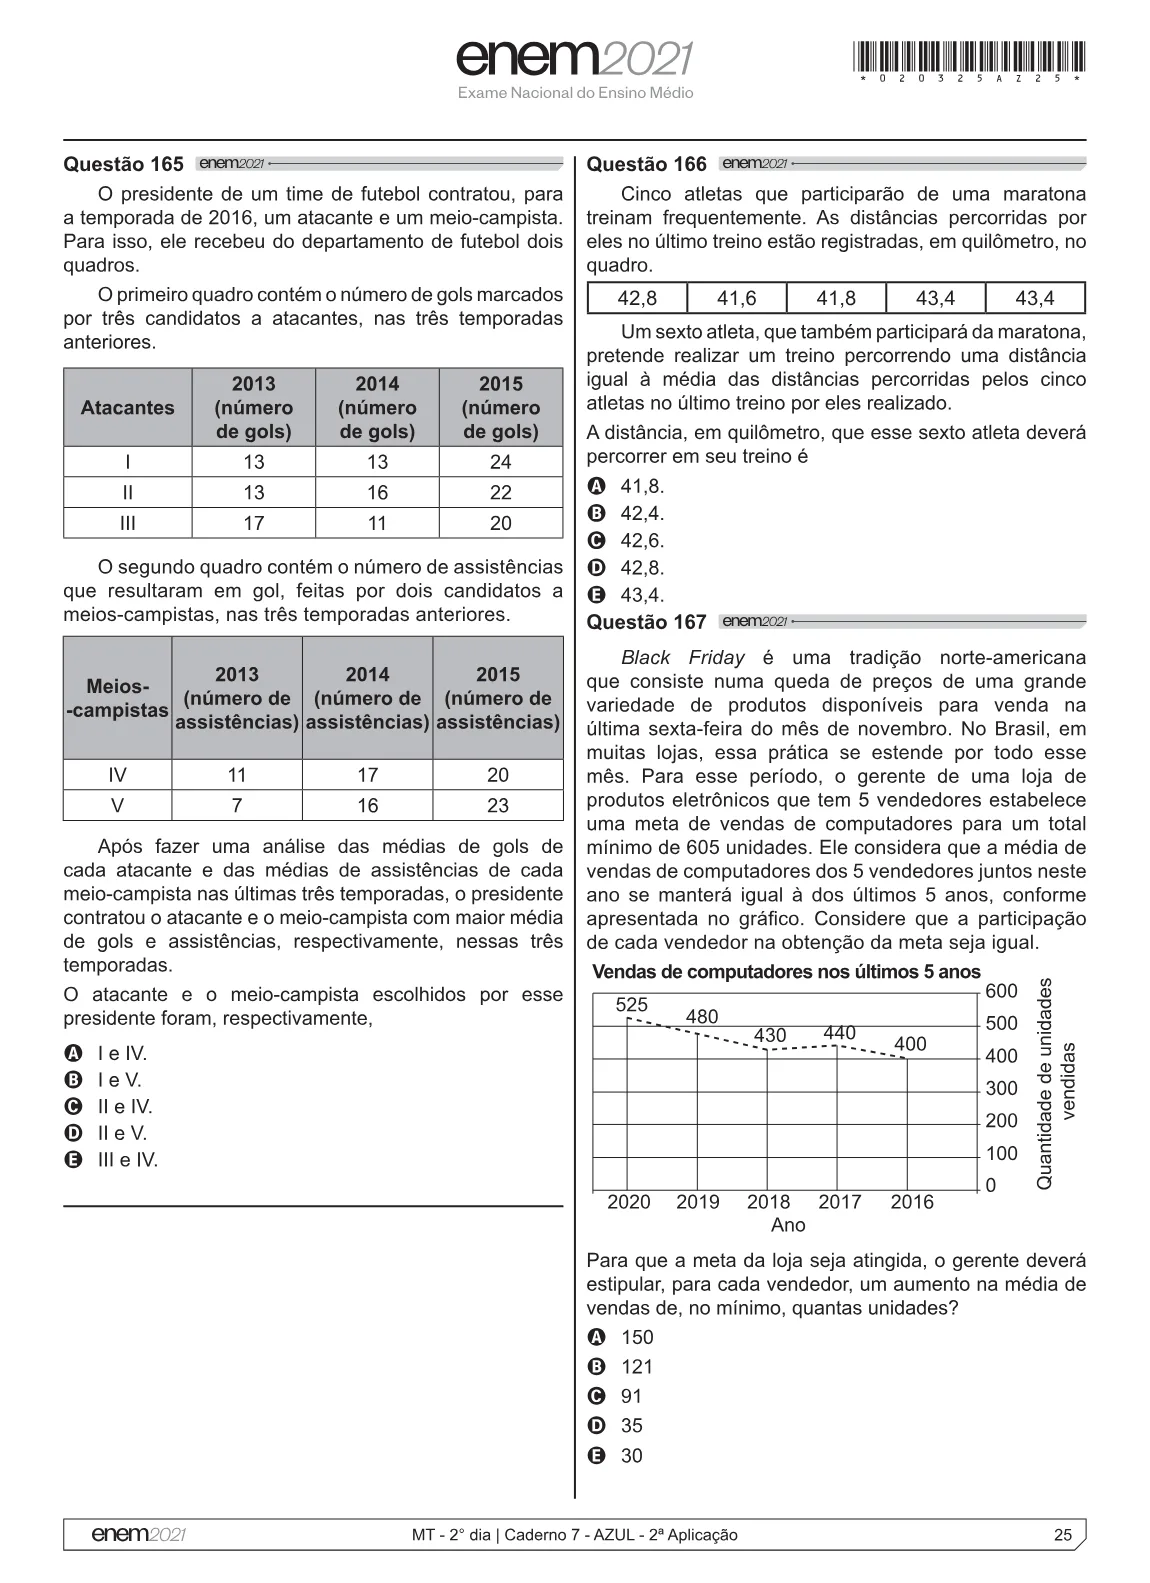 enem2021
Exame Nacional do Ensino Médio
*020325AZ25*
Questão 165 enem2021
O presidente de um time de futebol contratou, para
a temporada de 2016, um atacante e um meio-campista.
Para isso, ele recebeu do departamento de futebol dois
quadros.
O primeiro quadro contém o número de gols marcados
por três candidatos a atacantes, nas três temporadas
anteriores.
Atacantes 2013 (número de gols) 2014 (número de gols) 2015 (número de gols)
I 13 13 24
II 13 16 22
III 17 11 20
O segundo quadro contém o número de assistências
que resultaram em gol, feitas por dois candidatos a
meios-campistas, nas três temporadas anteriores.
Meios--campistas 2013 (número de assistências) 2014 (número de assistências) 2015 (número de assistências)
IV 11 17 20
V 7 16 23
Após fazer uma análise das médias de gols de
cada atacante e das médias de assistências de cada
meio-campista nas últimas três temporadas, o presidente
contratou o atacante e o meio-campista com maior média
de gols e assistências, respectivamente, nessas três
temporadas.
O atacante e o meio-campista escolhidos por esse
presidente foram, respectivamente,
A I e IV.
B I e V.
C II e IV.
D II e V.
E III e IV.
Questão 166 enem2021
Cinco atletas que participarão de uma maratona
treinam frequentemente. As distâncias percorridas por
eles no último treino estão registradas, em quilômetro, no
quadro.
42,8 41,6 41,8 43,4 43,4
Um sexto atleta, que também participará da maratona,
pretende realizar um treino percorrendo uma distância
igual à média das distâncias percorridas pelos cinco
atletas no último treino por eles realizado.
A distância, em quilômetro, que esse sexto atleta deverá
percorrer em seu treino é
A 41,8.
B 42,4.
C 42,6.
D 42,8.
E 43,4.
Questão 167 enem2021
Black Friday é uma tradição norte-americana
que consiste numa queda de preços de uma grande
variedade de produtos disponíveis para venda na
última sexta-feira do mês de novembro. No Brasil, em
muitas lojas, essa prática se estende por todo esse
mês. Para esse período, o gerente de uma loja de
produtos eletrônicos que tem 5 vendedores estabelece
uma meta de vendas de computadores para um total
mínimo de 605 unidades. Ele considera que a média de
vendas de computadores dos 5 vendedores juntos neste
ano se manterá igual à dos últimos 5 anos, conforme
apresentada no gráfico. Considere que a participação
de cada vendedor na obtenção da meta seja igual.
Vendas de computadores nos últimos 5 anos
525 480 430 440 400
600
500
400
300
200
100
0
Quantidade de unidades
vendidas
2020 2019 2018 2017 2016
Ano
Para que a meta da loja seja atingida, o gerente deverá
estipular, para cada vendedor, um aumento na média de
vendas de, no mínimo, quantas unidades?
A 150
B 121
C 91
D 35
E 30
enem2021
MT - 2° dia | Caderno 7 - AZUL - 2ª Aplicação
25